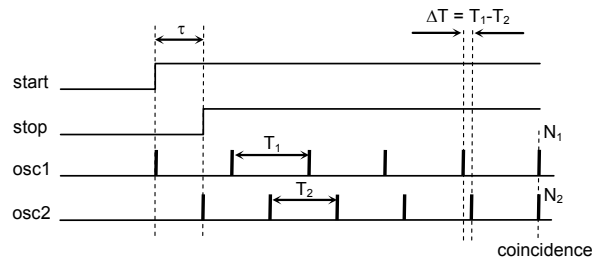 ΔT = T₁-T₂
τ
start
stop
N₁
T₁
osc1
T₂
N₂
osc2
coincidence